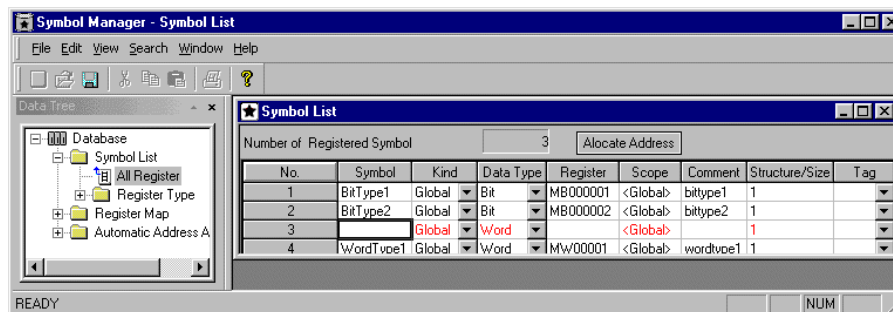 Symbol Manager - Symbol List
File Edit View Search Window Help
Data Tree
Database
Symbol List
All Register
Register Type
Register Map
Automatic Address A
Symbol List
Number of Registered Symbol 3 Alocate Address
No. Symbol Kind Data Type Register Scope Comment Structure/Size Tag
1 BitType1 Global Bit MB000001 <Global> bittype1 1
2 BitType2 Global Bit MB000002 <Global> bittype2 1
3 Global Word <Global> 1
4 WordType1 Global Word MW00001 <Global> wordtype1 1
READY NUM